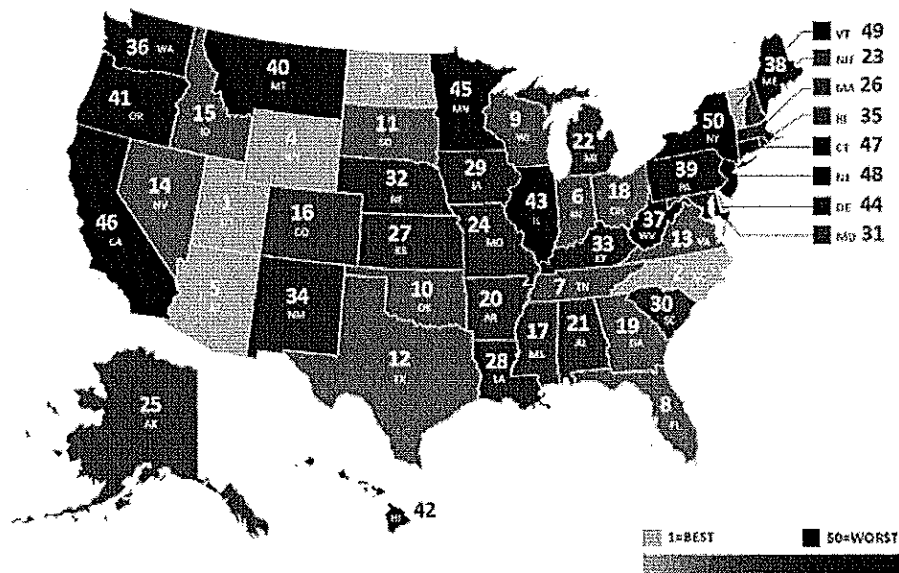 36 WA
40
MT
3
45
MN
38
ME
VT 49
NH 23
MA 26
RI 35
CT 47
NJ 48
DE 44
MD 31
41
OR
15
ID
4
11
SD
9
WI
22
MI
50
NY
14
NV
1
16
CO
32
NE
29
IA
43
IL
6
IN
18
OH
39
PA
46
CA
27
KS
24
MO
33
KY
37
WV
13 VA
5
34
NM
10
OK
20
AR
7 TN
2
30
SC
12
TX
28
LA
17
MS
21
AL
19
GA
8
FL
25
AK
HI 42
1=BEST
50=WORST